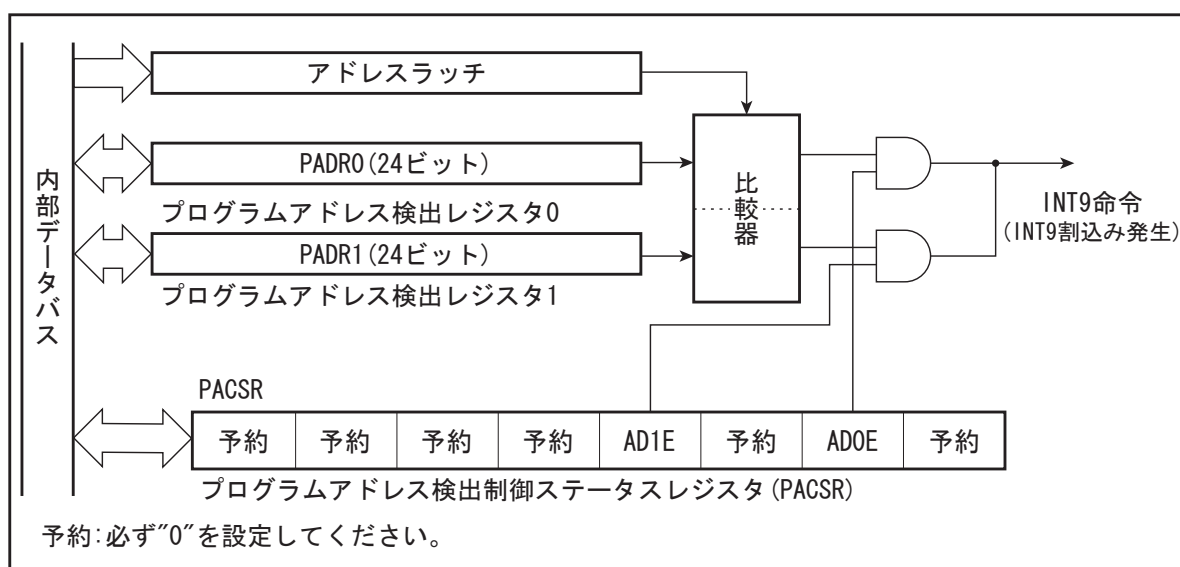 アドレスラッチ
PADR0(24ビット)
プログラムアドレス検出レジスタ0
PADR1(24ビット)
プログラムアドレス検出レジスタ1
内部データバス
比較器
INT9命令
(INT9割込み発生)
PACSR
予約 予約 予約 予約 AD1E 予約 AD0E 予約
プログラムアドレス検出制御ステータスレジスタ(PACSR)
予約:必ず"0"を設定してください。